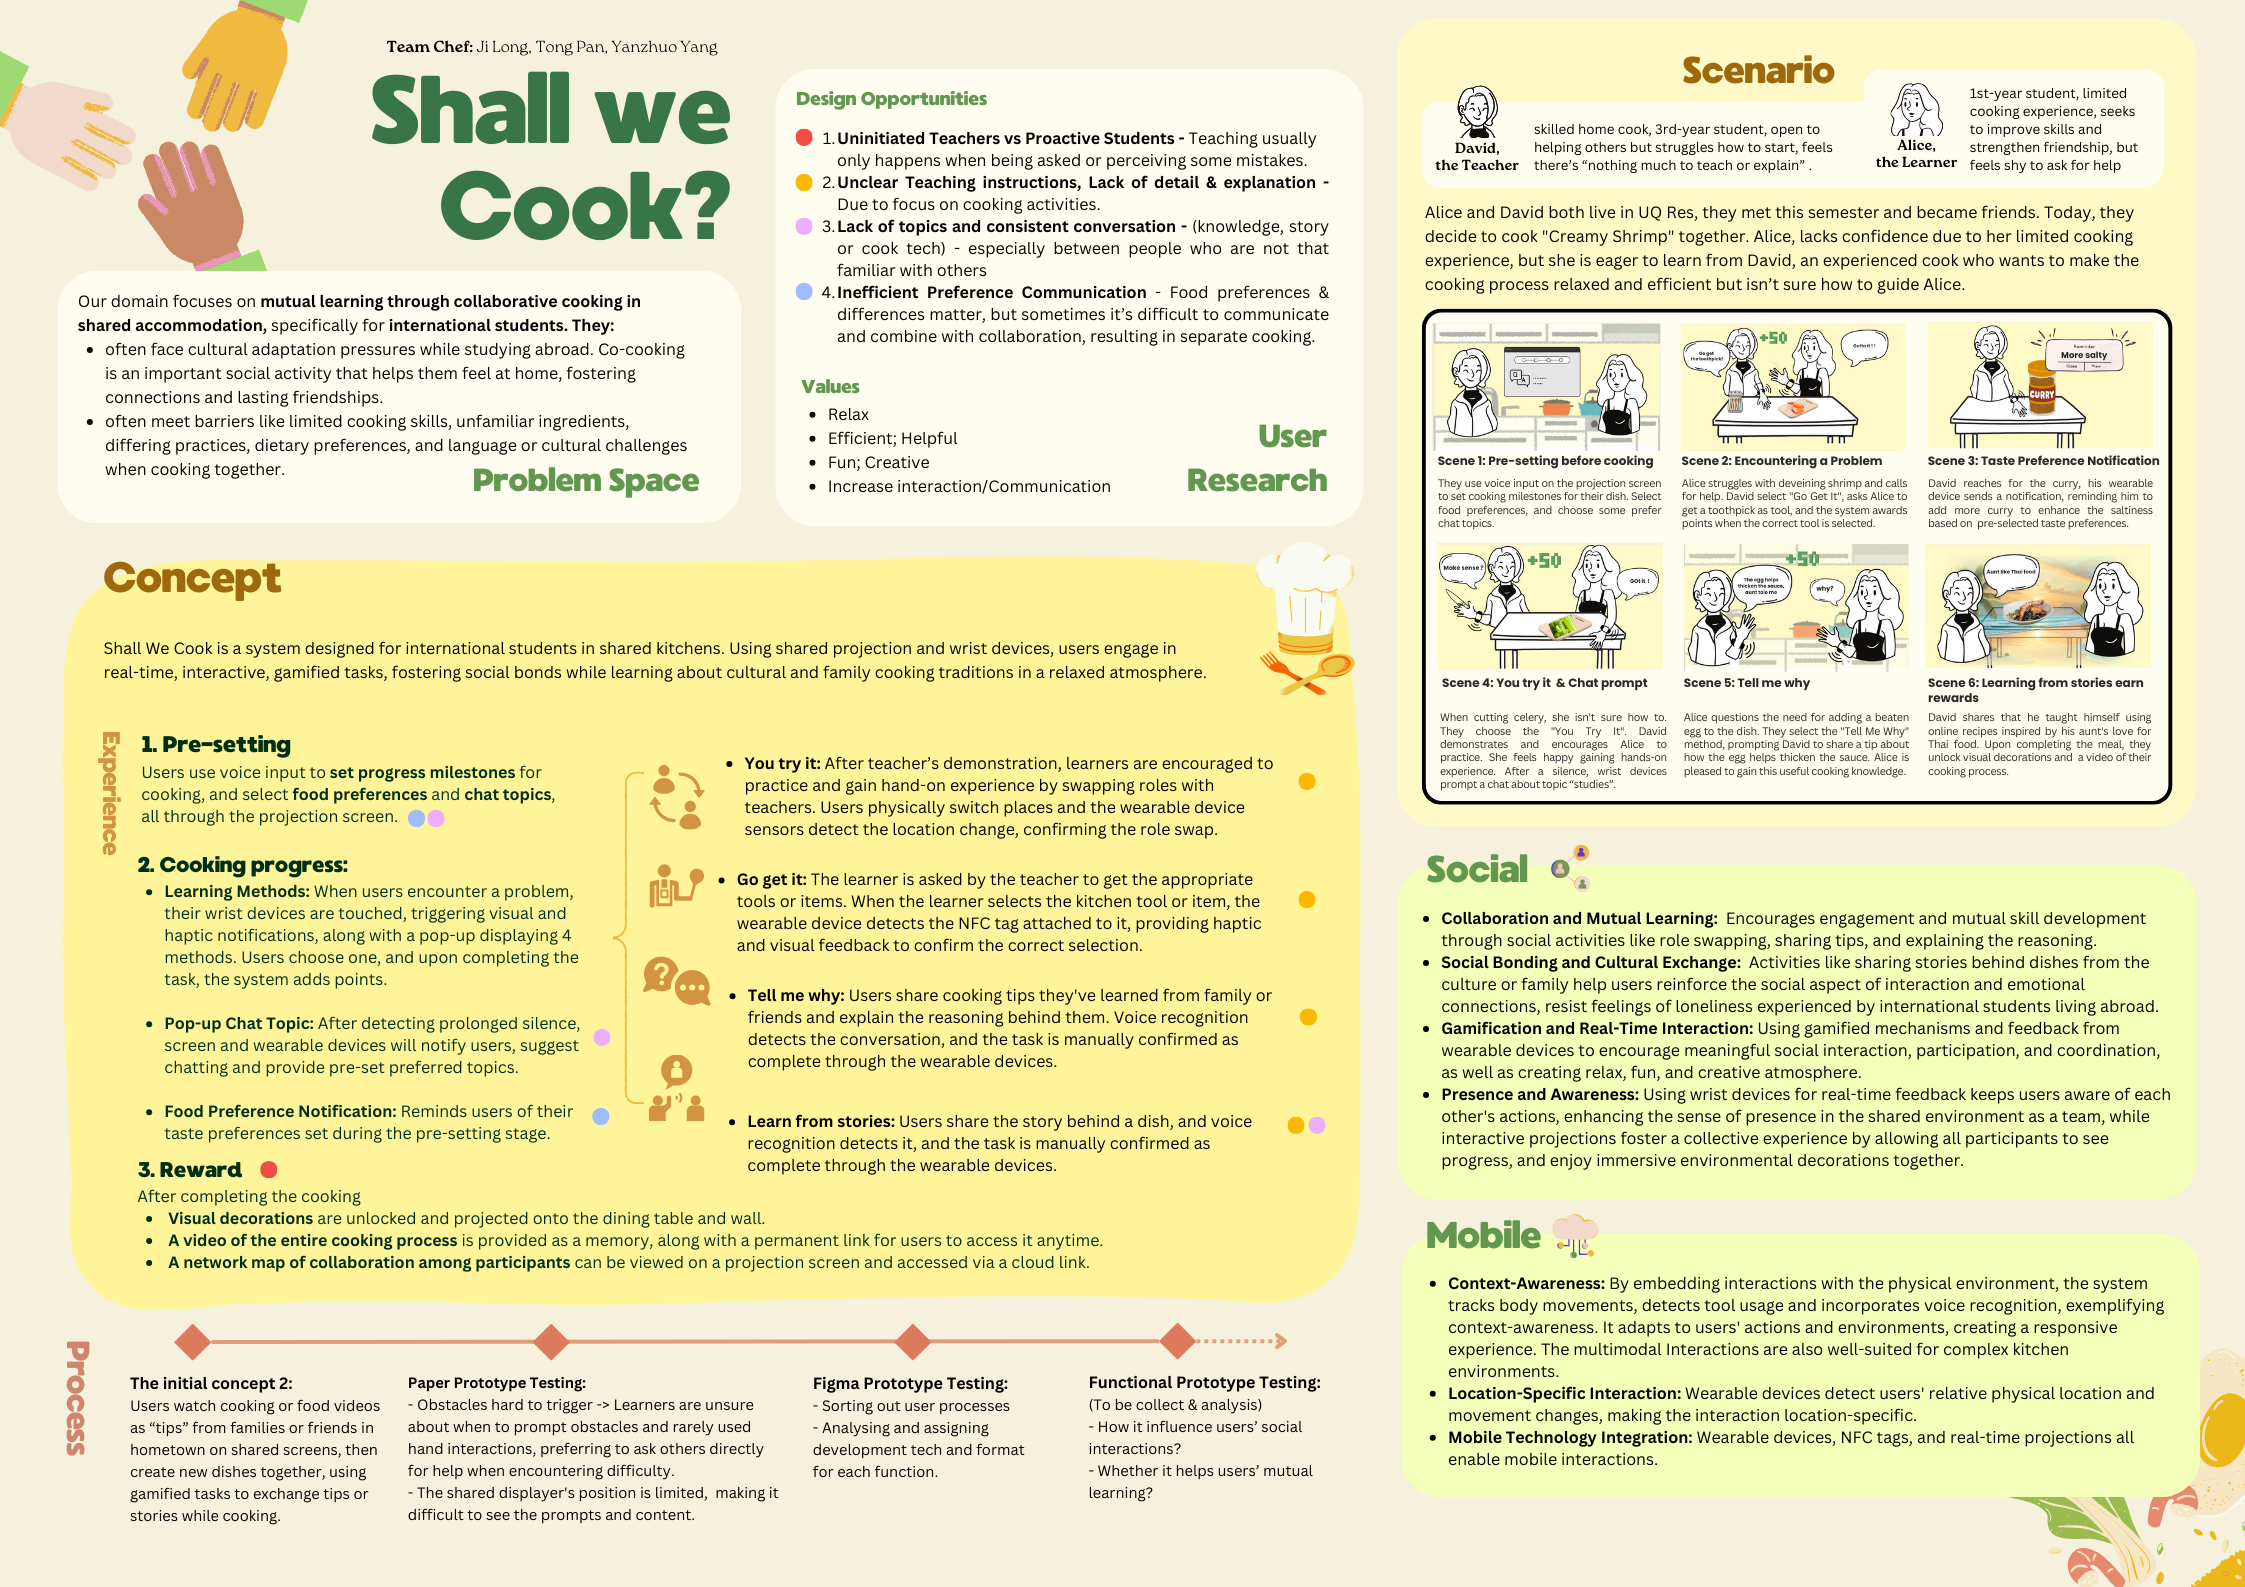 Team Chef: Ji Long, Tong Pan, Yanzhuo Yang
Shall we
Cook?
Our domain focuses on mutual learning through collaborative cooking in
shared accommodation, specifically for international students. They:
• often face cultural adaptation pressures while studying abroad. Co-cooking
is an important social activity that helps them feel at home, fostering
connections and lasting friendships.
• often meet barriers like limited cooking skills, unfamiliar ingredients,
differing practices, dietary preferences, and language or cultural challenges
when cooking together.
Problem Space
Design Opportunities
1. Uninitiated Teachers vs Proactive Students - Teaching usually
only happens when being asked or perceiving some mistakes.
2. Unclear Teaching instructions, Lack of detail & explanation -
Due to focus on cooking activities.
3. Lack of topics and consistent conversation - (knowledge, story
or cook tech) - especially between people who are not that
familiar with others
4. Inefficient Preference Communication - Food preferences &
differences matter, but sometimes it's difficult to communicate
and combine with collaboration, resulting in separate cooking.
Values
• Relax
• Efficient; Helpful
• Fun; Creative
• Increase interaction/Communication
User
Research
Concept
Shall We Cook is a system designed for international students in shared kitchens. Using shared projection and wrist devices, users engage in
real-time, interactive, gamified tasks, fostering social bonds while learning about cultural and family cooking traditions in a relaxed atmosphere.
Experience
1. Pre-setting
Users use voice input to set progress milestones for
cooking, and select food preferences and chat topics,
all through the projection screen.
2. Cooking progress:
• Learning Methods: When users encounter a problem,
their wrist devices are touched, triggering visual and
haptic notifications, along with a pop-up displaying 4
methods. Users choose one, and upon completing the
task, the system adds points.
• Pop-up Chat Topic: After detecting prolonged silence,
screen and wearable devices will notify users, suggest
chatting and provide pre-set preferred topics.
• Food Preference Notification: Reminds users of their
taste preferences set during the pre-setting stage.
• You try it: After teacher's demonstration, learners are encouraged to
practice and gain hand-on experience by swapping roles with
teachers. Users physically switch places and the wearable device
sensors detect the location change, confirming the role swap.
• Go get it: The learner is asked by the teacher to get the appropriate
tools or items. When the learner selects the kitchen tool or item, the
wearable device detects the NFC tag attached to it, providing haptic
and visual feedback to confirm the correct selection.
• Tell me why: Users share cooking tips they've learned from family or
friends and explain the reasoning behind them. Voice recognition
detects the conversation, and the task is manually confirmed as
complete through the wearable devices.
• Learn from stories: Users share the story behind a dish, and voice
recognition detects it, and the task is manually confirmed as
complete through the wearable devices.
3. Reward
After completing the cooking
• Visual decorations are unlocked and projected onto the dining table and wall.
• A video of the entire cooking process is provided as a memory, along with a permanent link for users to access it anytime.
• A network map of collaboration among participants can be viewed on a projection screen and accessed via a cloud link.
Process
The initial concept 2:
Users watch cooking or food videos
as “tips” from families or friends in
hometown on shared screens, then
create new dishes together, using
gamified tasks to exchange tips or
stories while cooking.
Paper Prototype Testing:
- Obstacles hard to trigger -> Learners are unsure
about when to prompt obstacles and rarely used
hand interactions, preferring to ask others directly
for help when encountering difficulty.
- The shared displayer's position is limited, making it
difficult to see the prompts and content.
Figma Prototype Testing:
- Sorting out user processes
- Analysing and assigning
development tech and format
for each function.
Functional Prototype Testing:
(To be collect & analysis)
- How it influence users' social
interactions?
- Whether it helps users' mutual
learning?
Scenario
David,
the Teacher
skilled home cook, 3rd-year student, open to
helping others but struggles how to start, feels
there's “nothing much to teach or explain” .
Alice,
the Learner
1st-year student, limited
cooking experience, seeks
to improve skills and
strengthen friendship, but
feels shy to ask for help
Alice and David both live in UQ Res, they met this semester and became friends. Today, they
decide to cook "Creamy Shrimp" together. Alice, lacks confidence due to her limited cooking
experience, but she is eager to learn from David, an experienced cook who wants to make the
cooking process relaxed and efficient but isn't sure how to guide Alice.
Q
A
Scene 1: Pre-setting before cooking
They use voice input on the projection screen
to set cooking milestones for their dish. Select
food preferences, and choose some prefer
chat topics.
Go get
the toothpick!
+50
Gotta it!!
Scene 2: Encountering a Problem
Alice struggles with deveining shrimp and calls
for help. David select "Go Get It", asks Alice to
get a toothpick as tool, and the system awards
points when the correct tool is selected.
Reminder
More salty
Close
CURRY
Scene 3: Taste Preference Notification
David reaches for the curry, his wearable
device sends a notification, reminding him to
add more curry to enhance the saltiness
based on pre-selected taste preferences.
Make sense?
+50
Got it !
Scene 4: You try it & Chat prompt
When cutting celery, she isn't sure how to.
They choose the "You Try It". David
demonstrates and encourages Alice to
practice. She feels happy gaining hands-on
experience. After a silence, wrist devices
prompt a chat about topic “studies”.
The egg helps
thicken the sauce,
aunt tole me
+50
why?
Scene 5: Tell me why
Alice questions the need for adding a beaten
egg to the dish. They select the "Tell Me Why"
method, prompting David to share a tip about
how the egg helps thicken the sauce. Alice is
pleased to gain this useful cooking knowledge.
Aunt like Thai food
Scene 6: Learning from stories earn
rewards
David shares that he taught himself using
online recipes inspired by his aunt's love for
Thai food. Upon completing the meal, they
unlock visual decorations and a video of their
cooking process.
Social
• Collaboration and Mutual Learning: Encourages engagement and mutual skill development
through social activities like role swapping, sharing tips, and explaining the reasoning.
• Social Bonding and Cultural Exchange: Activities like sharing stories behind dishes from the
culture or family help users reinforce the social aspect of interaction and emotional
connections, resist feelings of loneliness experienced by international students living abroad.
• Gamification and Real-Time Interaction: Using gamified mechanisms and feedback from
wearable devices to encourage meaningful social interaction, participation, and coordination,
as well as creating relax, fun, and creative atmosphere.
• Presence and Awareness: Using wrist devices for real-time feedback keeps users aware of each
other's actions, enhancing the sense of presence in the shared environment as a team, while
interactive projections foster a collective experience by allowing all participants to see
progress, and enjoy immersive environmental decorations together.
Mobile
• Context-Awareness: By embedding interactions with the physical environment, the system
tracks body movements, detects tool usage and incorporates voice recognition, exemplifying
context-awareness. It adapts to users' actions and environments, creating a responsive
experience. The multimodal Interactions are also well-suited for complex kitchen
environments.
• Location-Specific Interaction: Wearable devices detect users' relative physical location and
movement changes, making the interaction location-specific.
• Mobile Technology Integration: Wearable devices, NFC tags, and real-time projections all
enable mobile interactions.